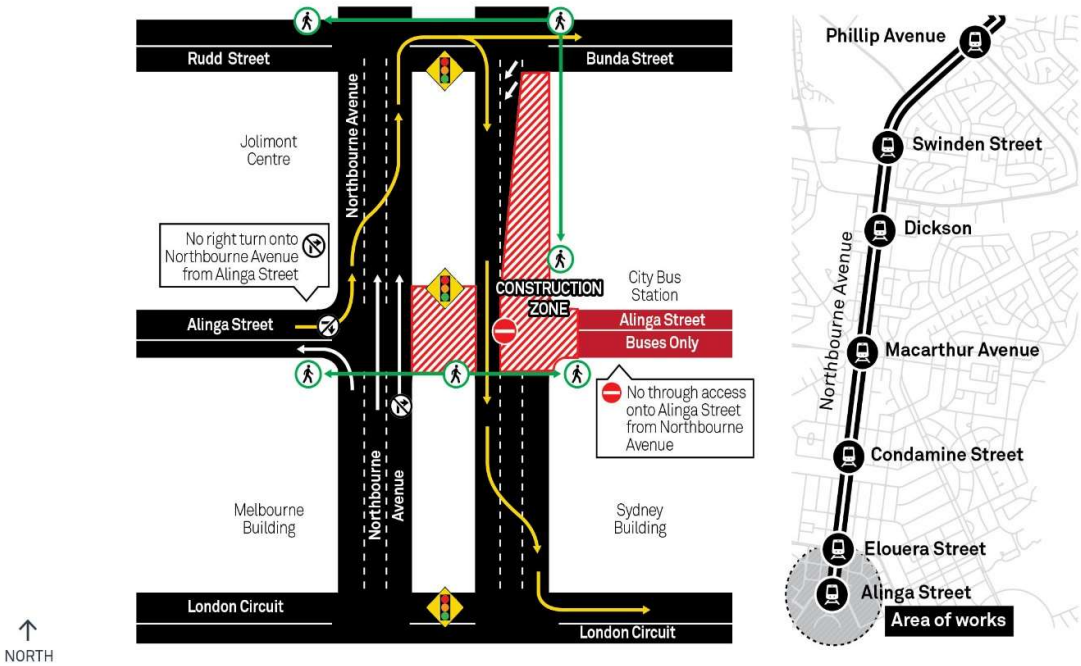 Rudd Street
Bunda Street
Northbourne Avenue
Jolimont
Centre
No right turn onto
Northbourne Avenue
from Alinga Street
CONSTRUCTION
ZONE
City Bus
Station
Alinga Street
Alinga Street
Buses Only
No through access
onto Alinga Street
from Northbourne
Avenue
Northbourne
Avenue
Melbourne
Building
Sydney
Building
London Circuit
London Circuit
NORTH
Phillip Avenue
Swinden Street
Dickson
Northbourne Avenue
Macarthur Avenue
Condamine Street
Elouera Street
Alinga Street
Area of works